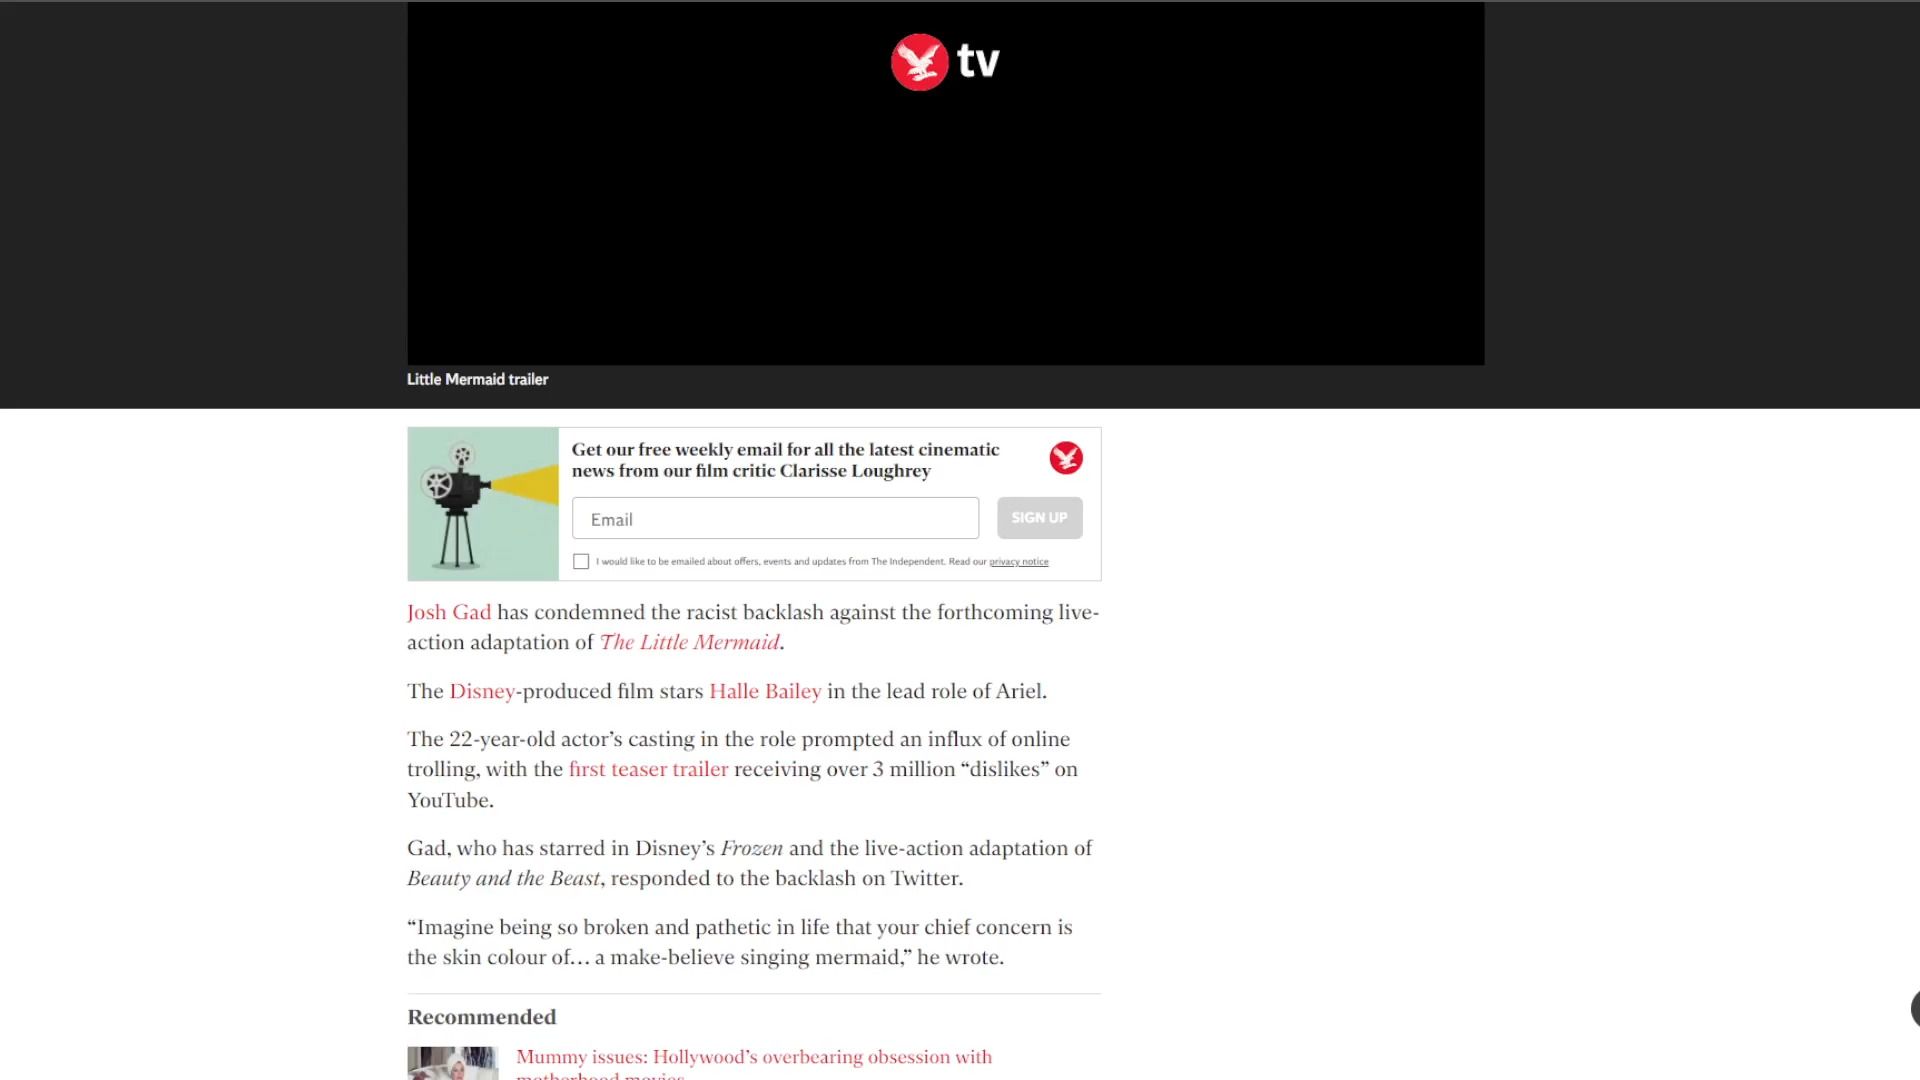 tv
Little Mermaid trailer
Get our free weekly email for all the latest cinematic
news from our film critic Clarisse Loughrey
Email
SIGN UP
I would like to be emailed about offers, events and updates from The Independent. Read our privacy notice
Josh Gad has condemned the racist backlash against the forthcoming live-
action adaptation of The Little Mermaid.
The Disney-produced film stars Halle Bailey in the lead role of Ariel.
The 22-year-old actor’s casting in the role prompted an influx of online
trolling, with the first teaser trailer receiving over 3 million “dislikes” on
YouTube.
Gad, who has starred in Disney’s Frozen and the live-action adaptation of
Beauty and the Beast, responded to the backlash on Twitter.
“Imagine being so broken and pathetic in life that your chief concern is
the skin colour of… a make-believe singing mermaid,” he wrote.
Recommended
Mummy issues: Hollywood’s overbearing obsession with
motherhood movies